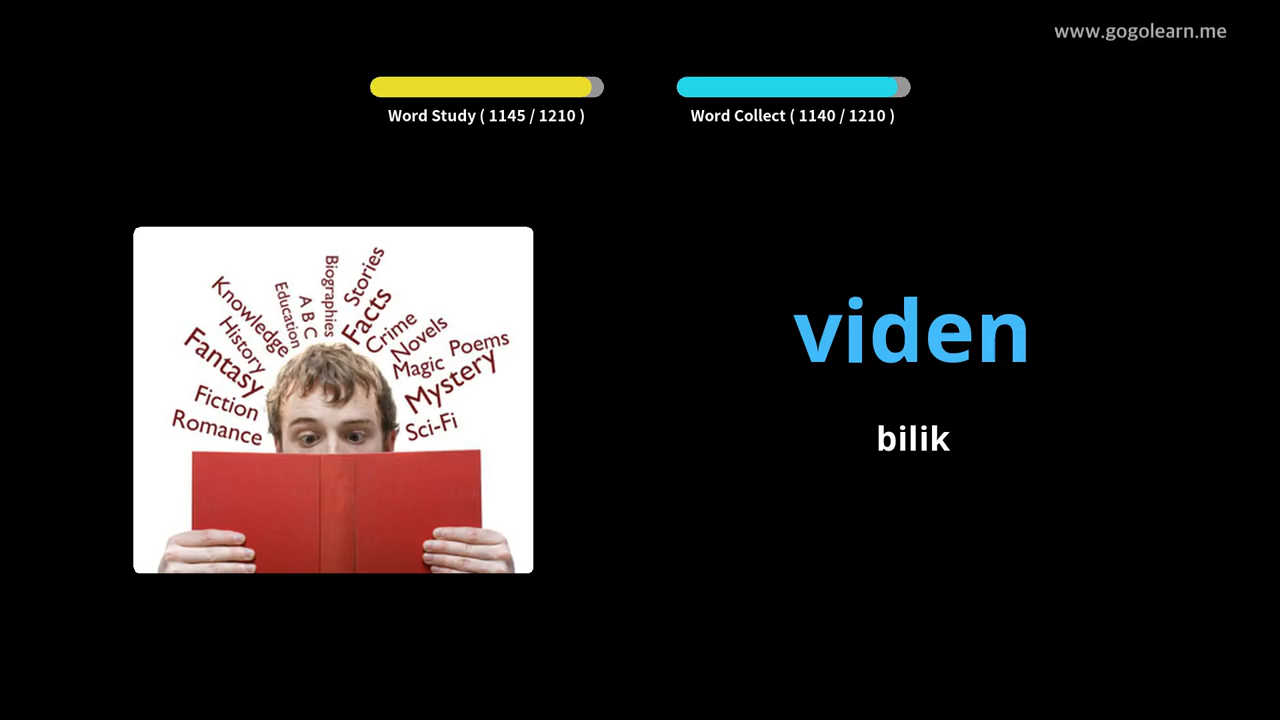 www.gogolearn.me
Word Study ( 1145 / 1210 )
Word Collect ( 1140 / 1210 )
Biographies
Stories
Knowledge
Education
A B C
Facts
Crime
History
Novels
Poems
Fantasy
Magic
Mystery
Fiction
Romance
Sci-Fi
viden
bilik